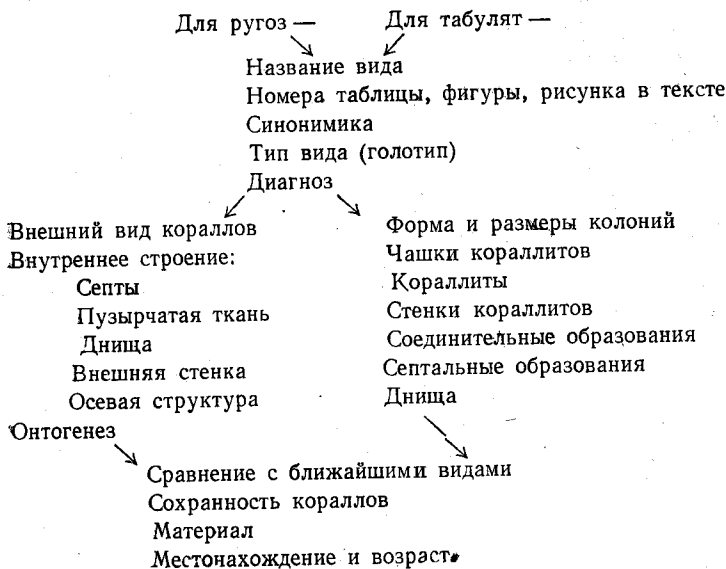 Для ругоз — Для табулят —
Название вида
Номера таблицы, фигуры, рисунка в тексте
Синонимика
Тип вида (голотип)
Диагноз
Внешний вид кораллов
Внутреннее строение:
Септы
Пузырчатая ткань
Днища
Внешняя стенка
Осевая структура
Онтогенез
Форма и размеры колоний
Чашки кораллитов
Кораллиты
Стенки кораллитов
Соединительные образования
Септальные образования
Днища
Сравнение с ближайшими видами
Сохранность кораллов
Материал
Местонахождение и возраст.